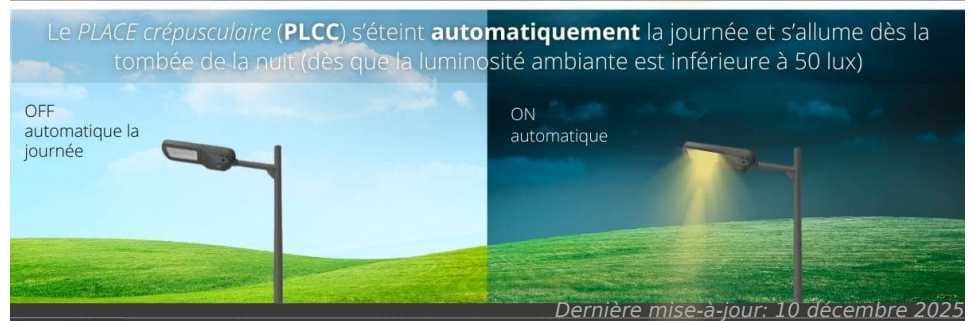 Le PLACE crépusculaire (PLCC) s’éteint automatiquement la journée et s’allume dès la
tombée de la nuit (dès que la luminosité ambiante est inférieure à 50 lux)
OFF
automatique la
journée
ON
automatique
Dernière mise-à-jour: 10 décembre 2025